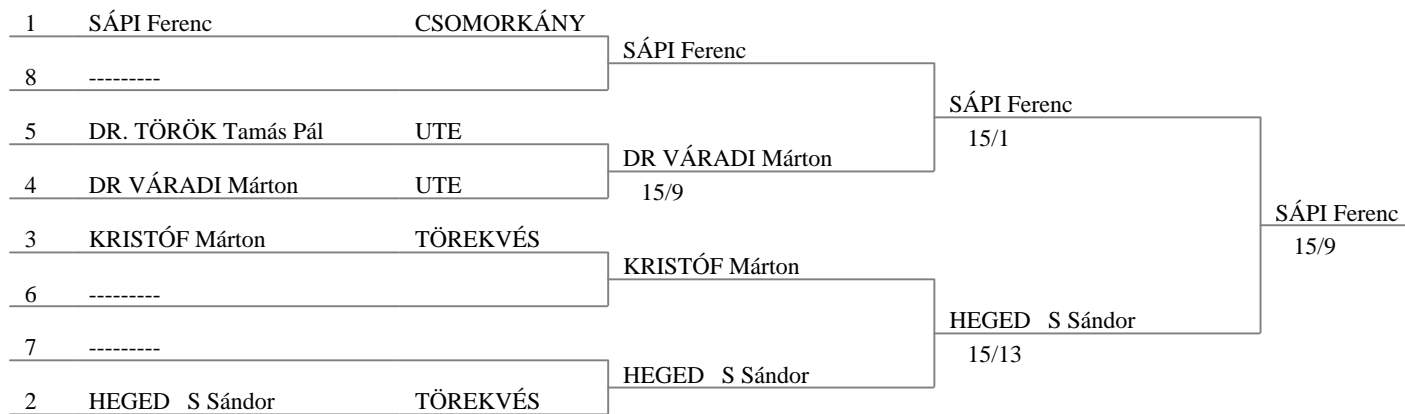 1 SÁPI Ferenc CSOMORKÁNY
SÁPI Ferenc
8 ---------
SÁPI Ferenc
15/1
5 DR. TÖRÖK Tamás Pál UTE
DR VÁRADI Márton
15/9
4 DR VÁRADI Márton UTE
SÁPI Ferenc
15/9
3 KRISTÓF Márton TÖREKVÉS
KRISTÓF Márton
6 ---------
HEGED S Sándor
15/13
7 ---------
HEGED S Sándor
2 HEGED S Sándor TÖREKVÉS